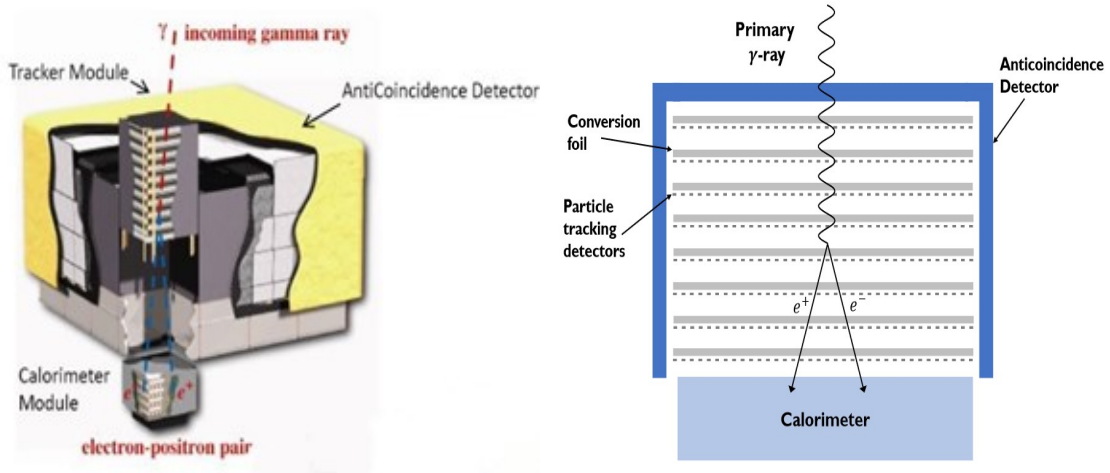 γ incoming gamma ray
Tracker Module
AntiCoincidence Detector
Calorimeter
Module
e⁻
e⁺
electron-positron pair
Primary
γ-ray
Anticoincidence
Detector
Conversion
foil
Particle
tracking
detectors
e⁺
e⁻
Calorimeter